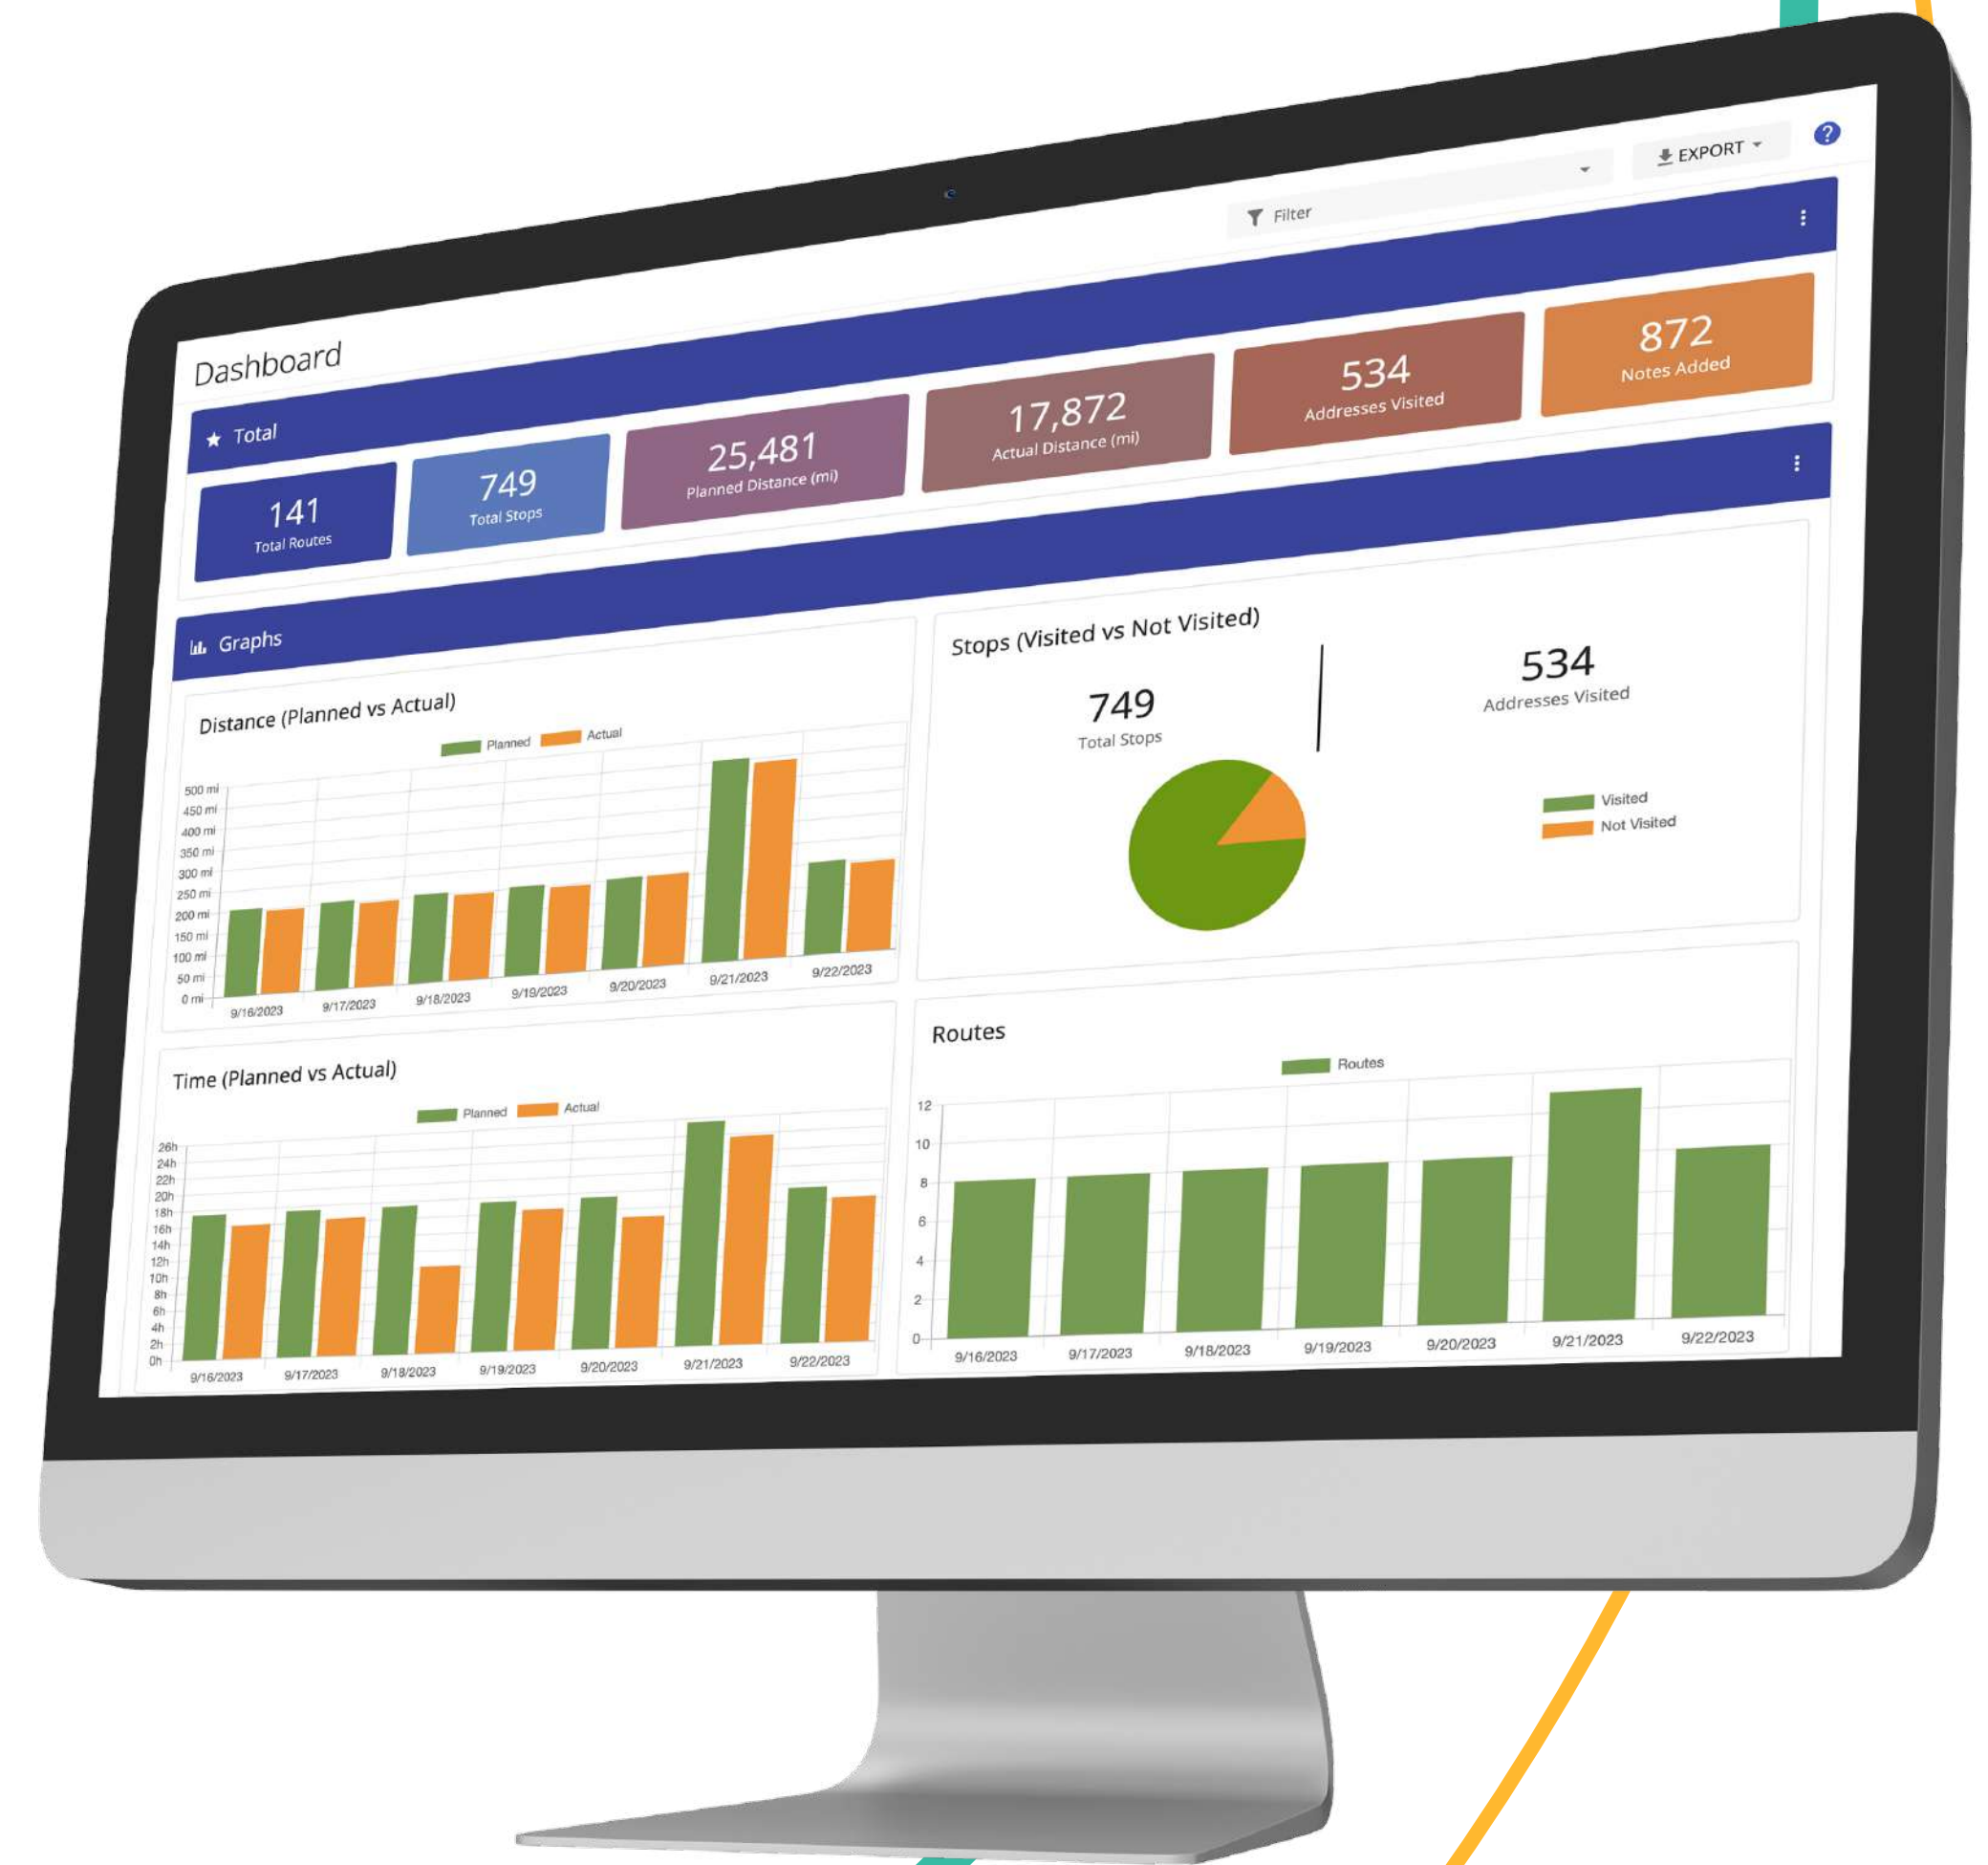 Dashboard
Filter
EXPORT
?
Total
141
Total Routes
749
Total Stops
25,481
Planned Distance (mi)
17,872
Actual Distance (mi)
534
Addresses Visited
872
Notes Added
Graphs
Distance (Planned vs Actual)
Planned Actual
500 mi
450 mi
400 mi
350 mi
300 mi
250 mi
200 mi
150 mi
100 mi
50 mi
0 mi
9/16/2023 9/17/2023 9/18/2023 9/19/2023 9/20/2023 9/21/2023 9/22/2023
Stops (Visited vs Not Visited)
749
Total Stops
534
Addresses Visited
Visited
Not Visited
Time (Planned vs Actual)
Planned Actual
26h
24h
22h
20h
18h
16h
14h
12h
10h
8h
6h
4h
2h
0h
9/16/2023 9/17/2023 9/18/2023 9/19/2023 9/20/2023 9/21/2023 9/22/2023
Routes
Routes
12
10
8
6
4
2
0
9/16/2023 9/17/2023 9/18/2023 9/19/2023 9/20/2023 9/21/2023 9/22/2023